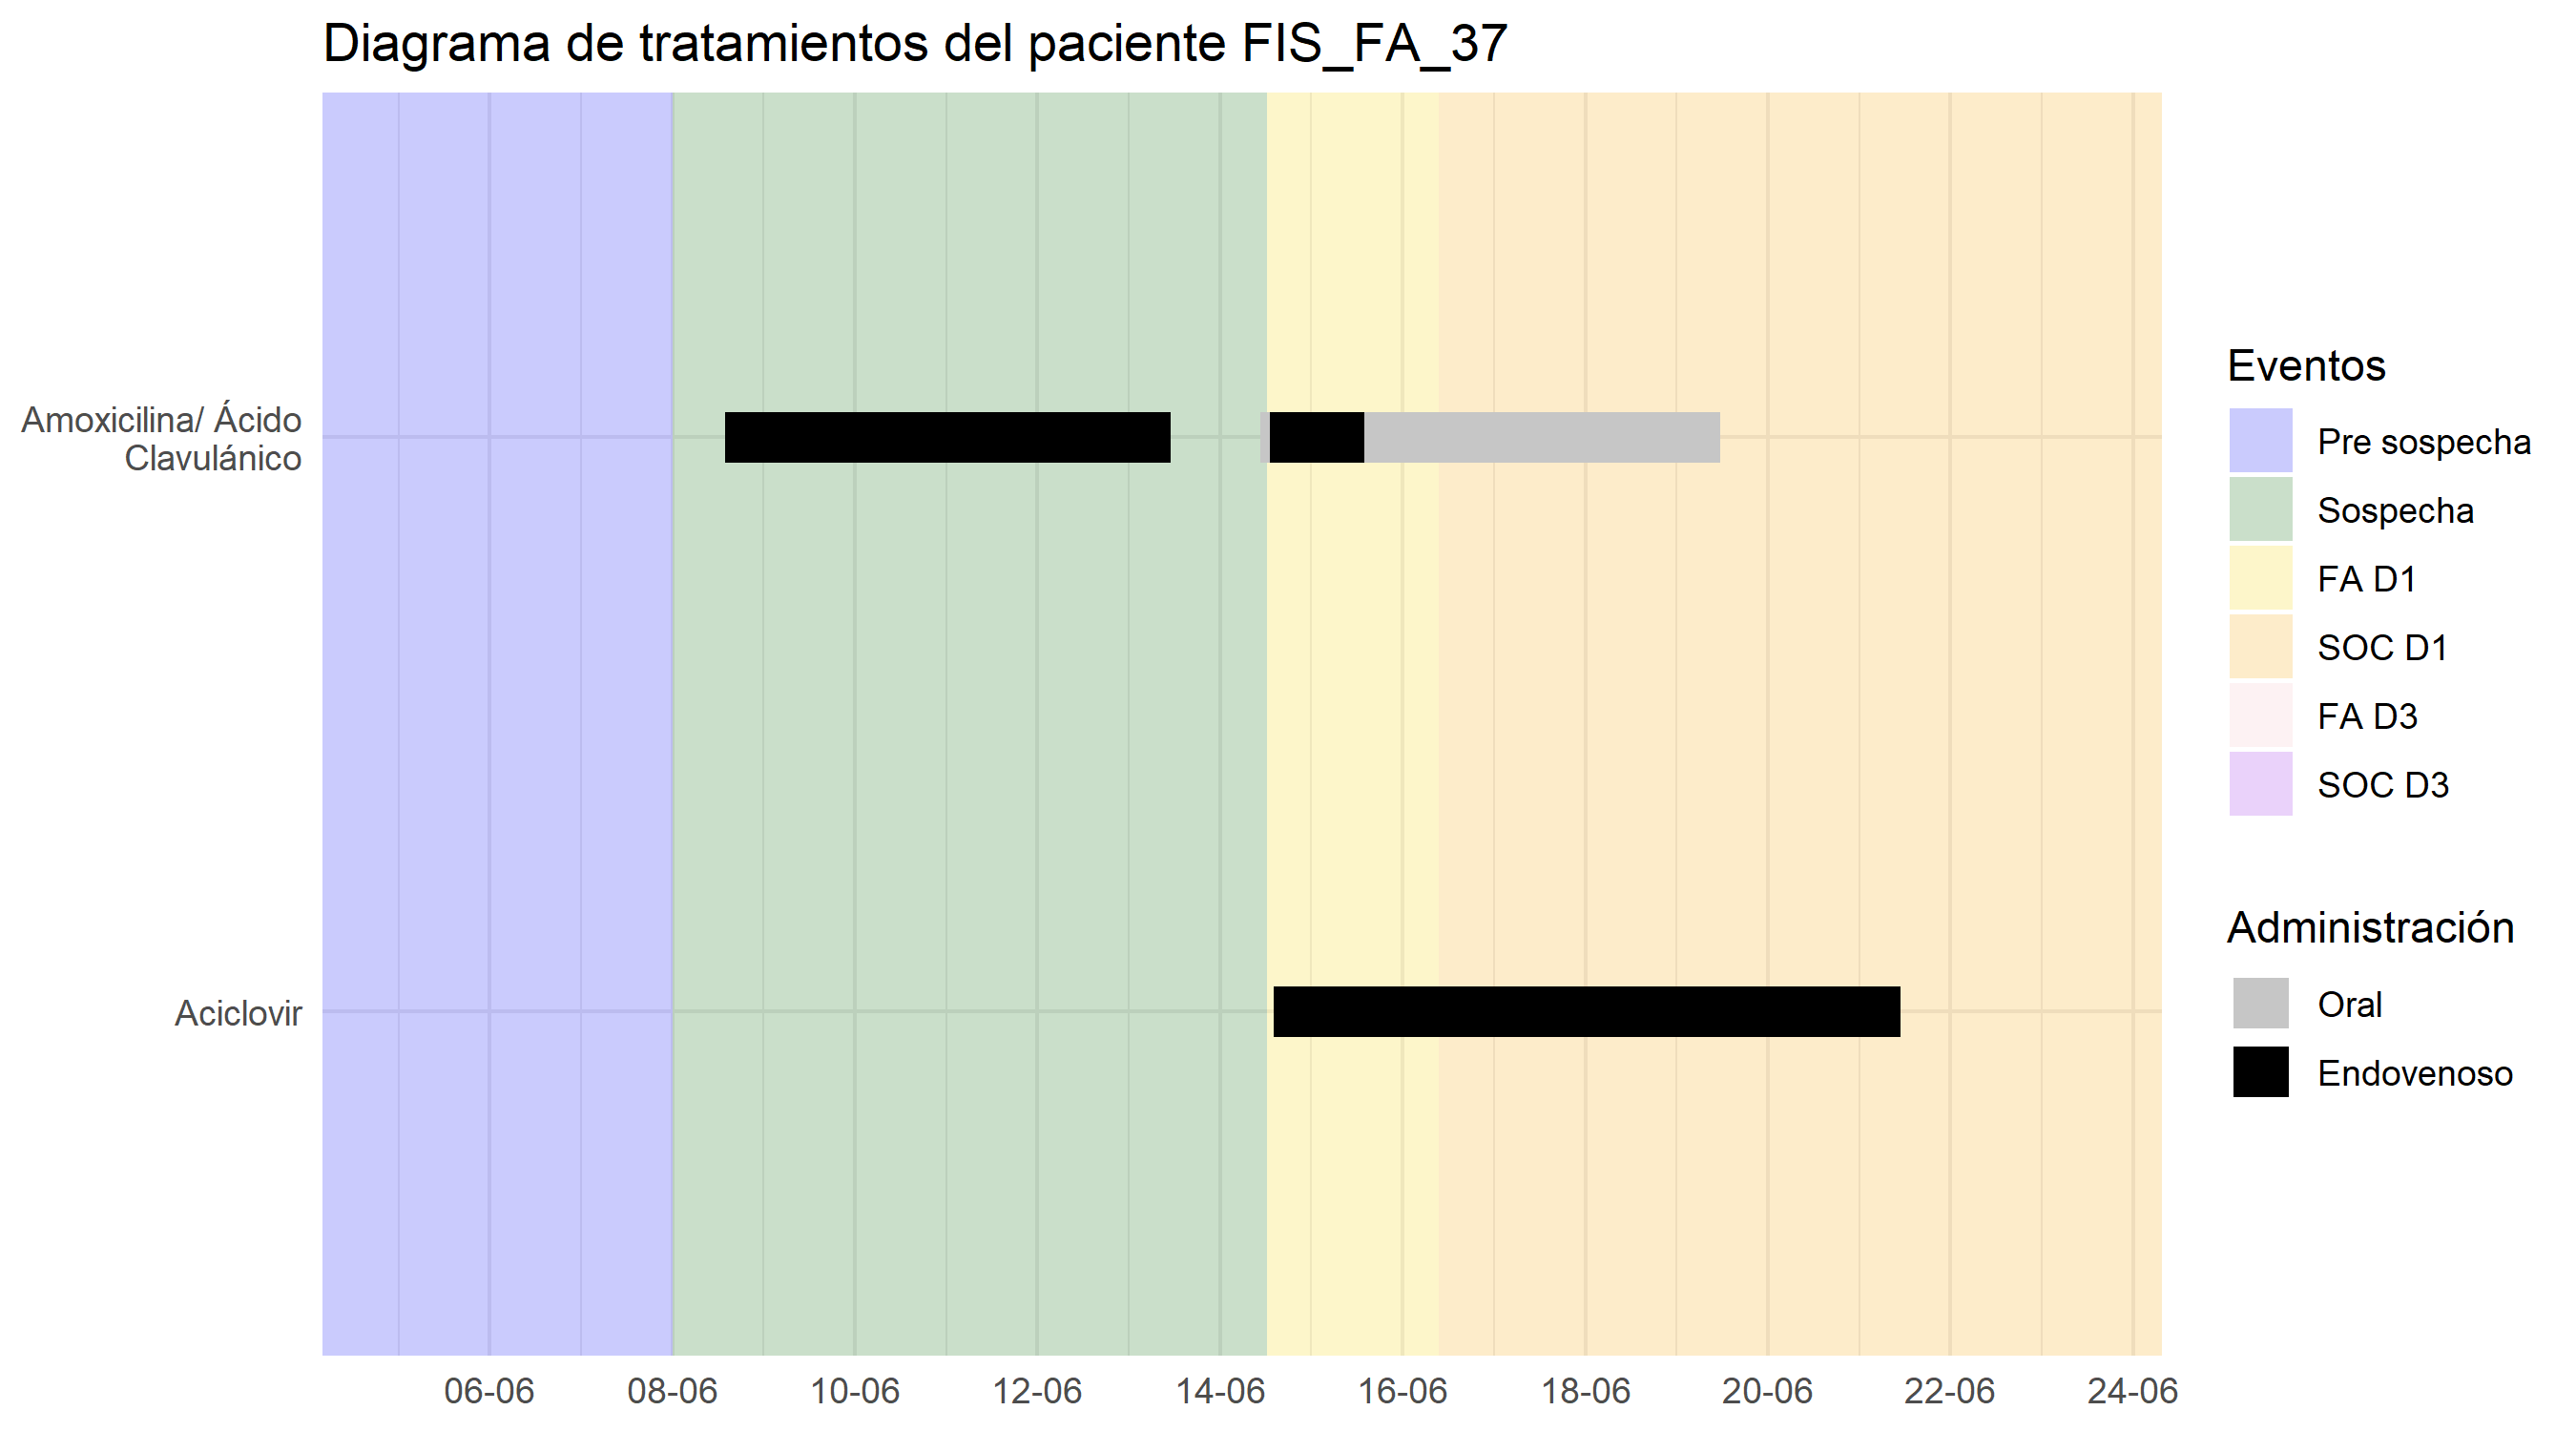 Diagrama de tratamientos del paciente FIS_FA_37
Amoxicilina/ Ácido
Clavulánico
Aciclovir
06-06
08-06
10-06
12-06
14-06
16-06
18-06
20-06
22-06
24-06
Eventos
Pre sospecha
Sospecha
FA D1
SOC D1
FA D3
SOC D3
Administración
Oral
Endovenoso